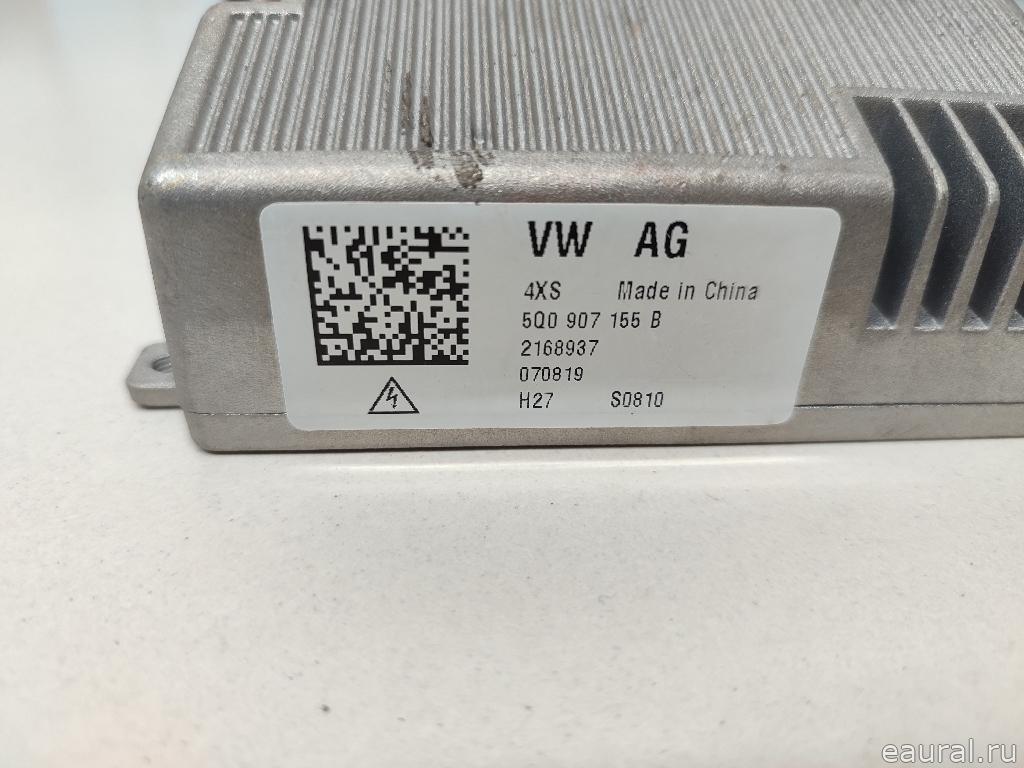 VW AG
4XS Made in China
5Q0 907 155 B
2168937
070819
H27 S0810
eaural.ru